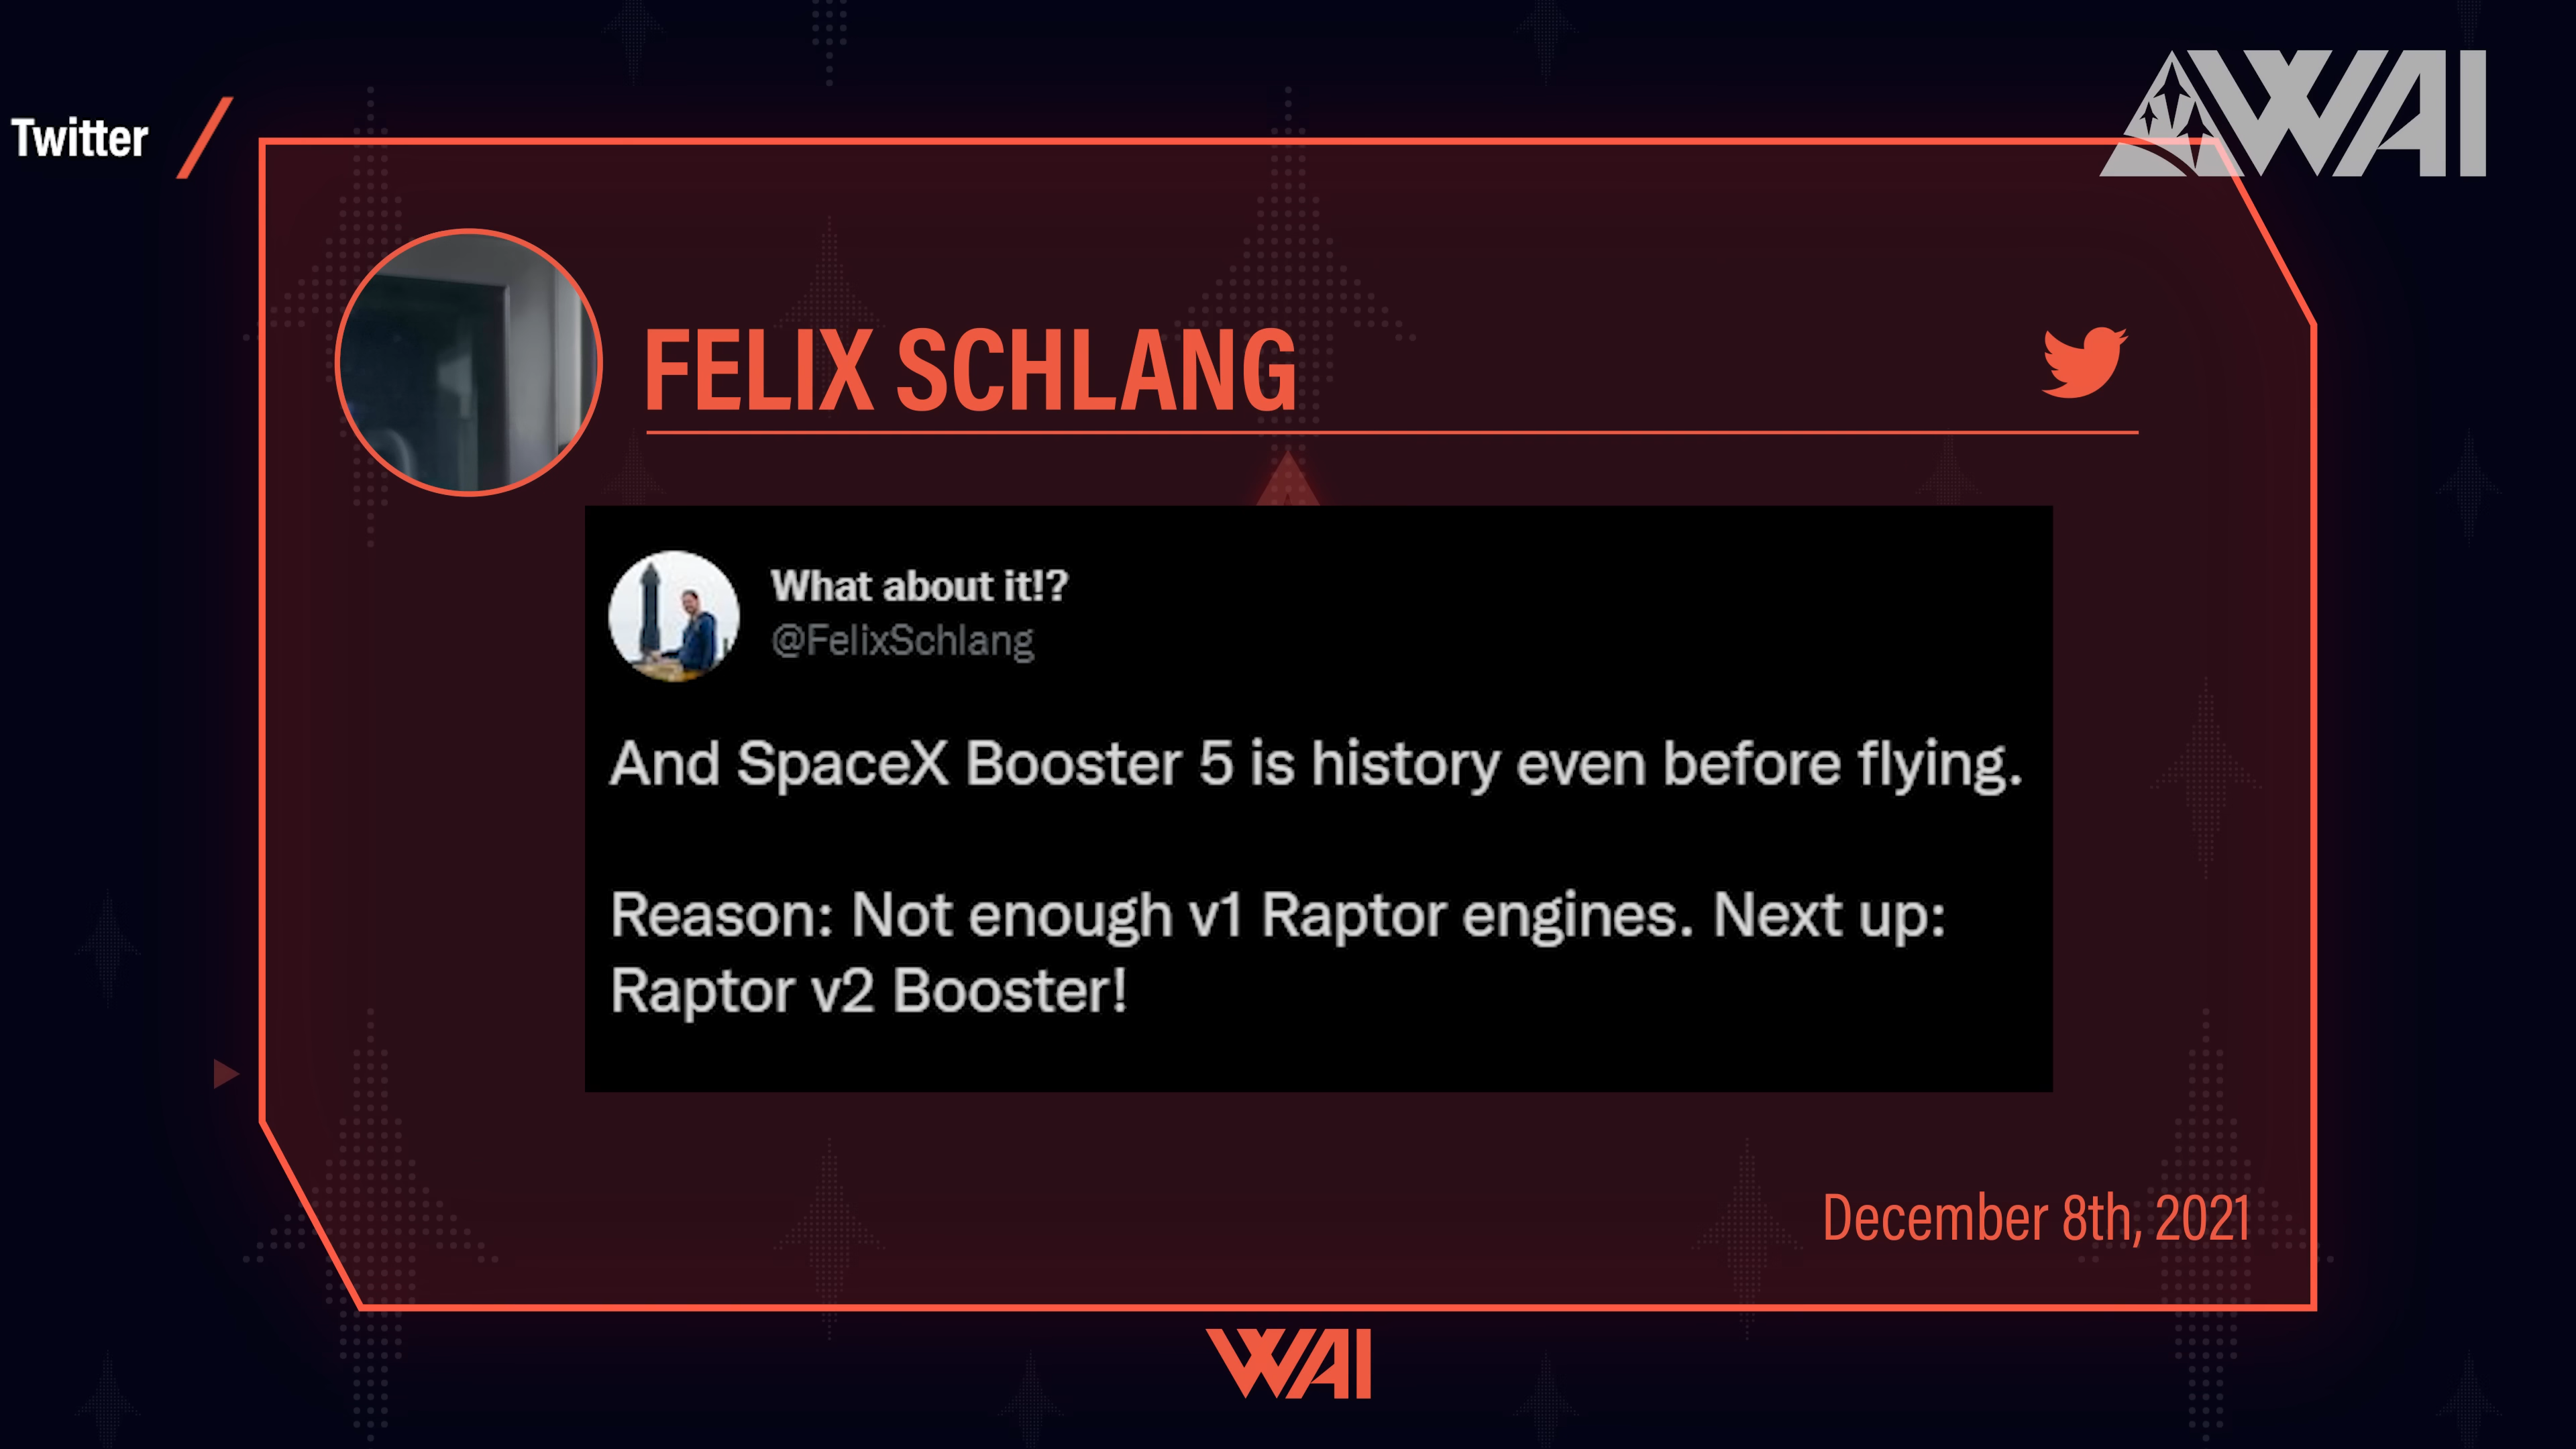 Twitter
WAI
FELIX SCHLANG
What about it!?
@FelixSchlang
And SpaceX Booster 5 is history even before flying.
Reason: Not enough v1 Raptor engines. Next up:
Raptor v2 Booster!
December 8th, 2021
WAI